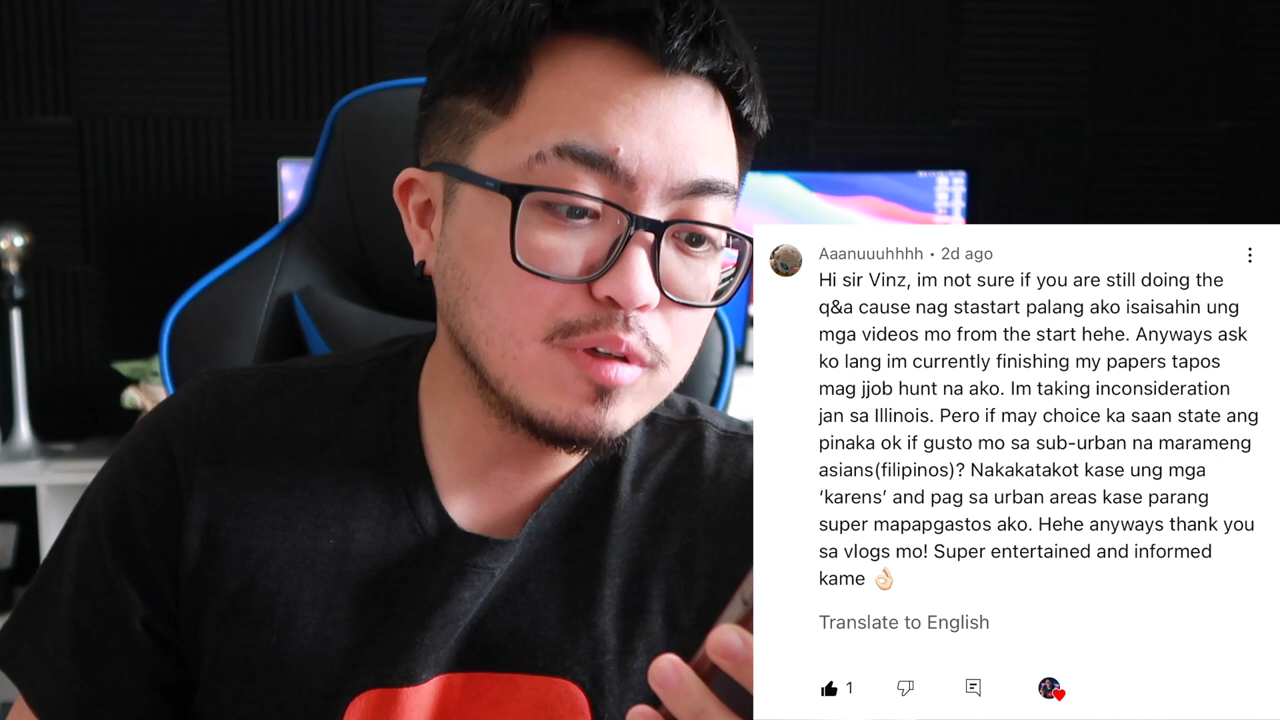 Aaanuuuhhhh • 2d ago
Hi sir Vinz, im not sure if you are still doing the
q&a cause nag stastart palang ako isaisahin ung
mga videos mo from the start hehe. Anyways ask
ko lang im currently finishing my papers tapos
mag jjob hunt na ako. Im taking inconsideration
jan sa Illinois. Pero if may choice ka saan state ang
pinaka ok if gusto mo sa sub-urban na marameng
asians(filipinos)? Nakakatakot kase ung mga
‘karens’ and pag sa urban areas kase parang
super mapapgastos ako. Hehe anyways thank you
sa vlogs mo! Super entertained and informed
kame 👌🏻
Translate to English
1